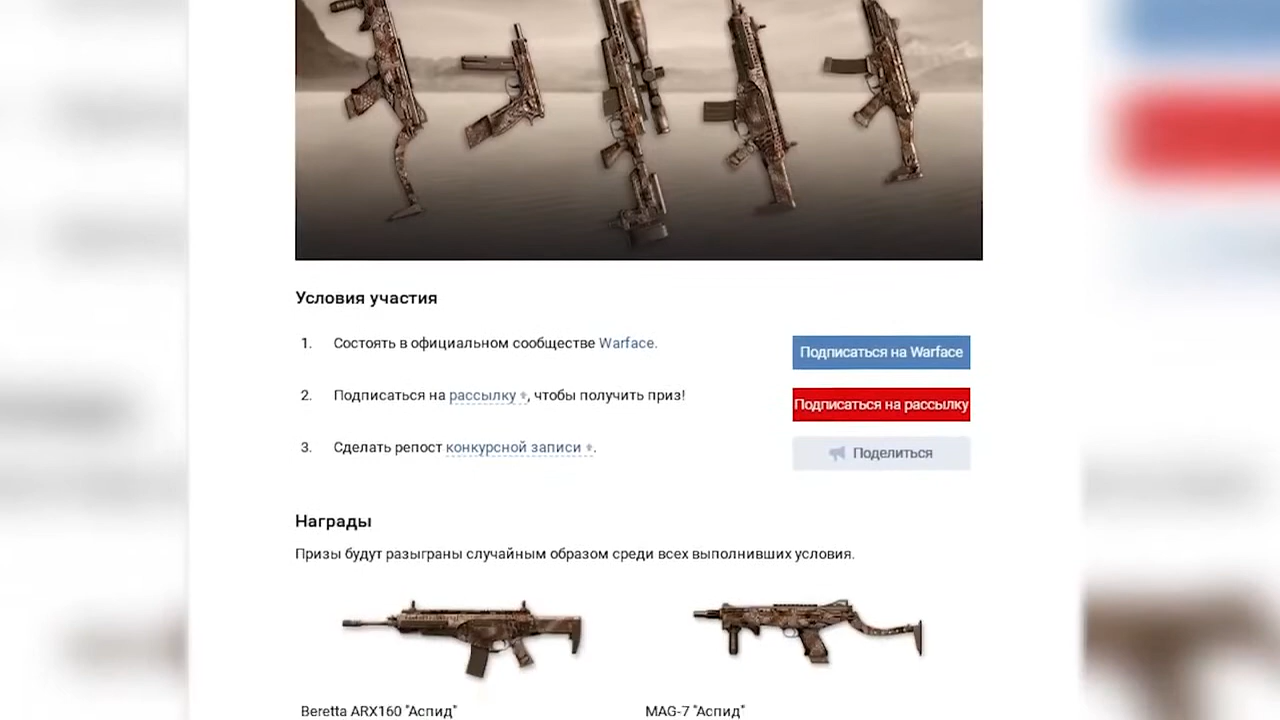 Условия участия
1. Состоять в официальном сообществе Warface.
Подписаться на Warface
2. Подписаться на рассылку, чтобы получить приз!
Подписаться на рассылку
3. Сделать репост конкурсной записи.
Поделиться
Награды
Призы будут разыграны случайным образом среди всех выполнивших условия.
Beretta ARX160 "Аспид"
MAG-7 "Аспид"